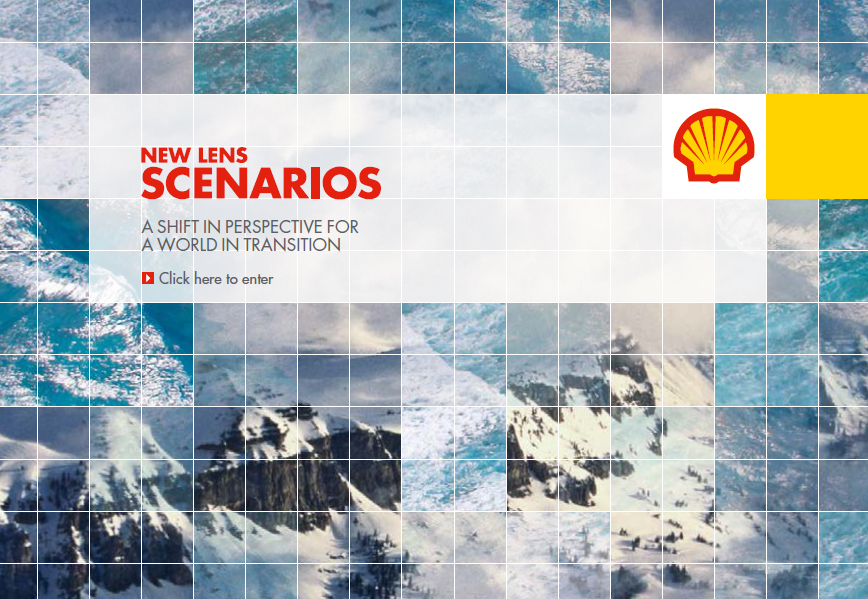 NEW LENS
SCENARIOS
A SHIFT IN PERSPECTIVE FOR
A WORLD IN TRANSITION
Click here to enter